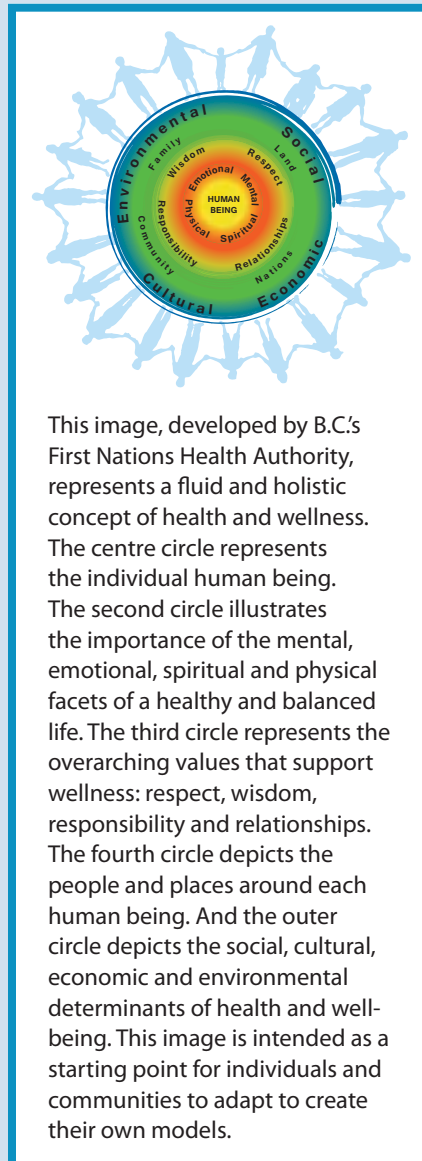 Environmental
Social
Family
Land
Wisdom
Respect
Emotional
Mental
HUMAN
BEING
Physical
Spiritual
Responsibility
Relationships
Community
Nations
Cultural
Economic
This image, developed by B.C.'s
First Nations Health Authority,
represents a fluid and holistic
concept of health and wellness.
The centre circle represents
the individual human being.
The second circle illustrates
the importance of the mental,
emotional, spiritual and physical
facets of a healthy and balanced
life. The third circle represents the
overarching values that support
wellness: respect, wisdom,
responsibility and relationships.
The fourth circle depicts the
people and places around each
human being. And the outer
circle depicts the social, cultural,
economic and environmental
determinants of health and well-
being. This image is intended as a
starting point for individuals and
communities to adapt to create
their own models.